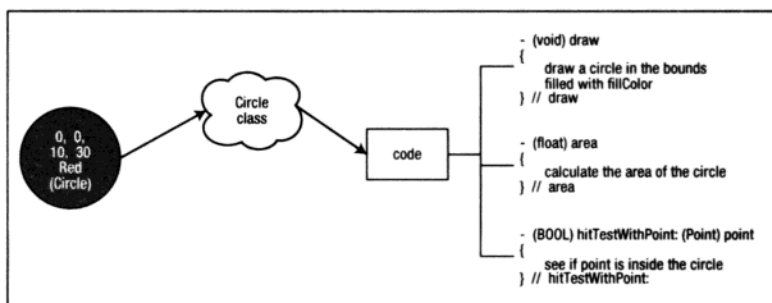 0, 0,
10, 30
Red
(Circle)
Circle
class
code
- (void) draw
{
draw a circle in the bounds
filled with fillColor
} // draw
- (float) area
{
calculate the area of the circle
} // area
- (BOOL) hitTestWithPoint: (Point) point
{
see if point is inside the circle
} // hitTestWithPoint: